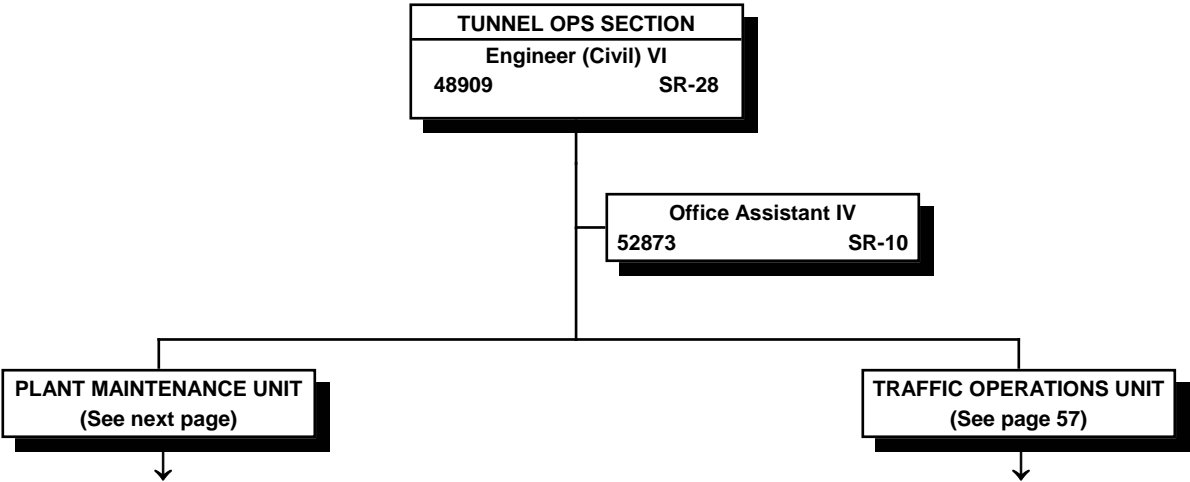 TUNNEL OPS SECTION
Engineer (Civil) VI
48909 SR-28
Office Assistant IV
52873 SR-10
PLANT MAINTENANCE UNIT
(See next page)
TRAFFIC OPERATIONS UNIT
(See page 57)